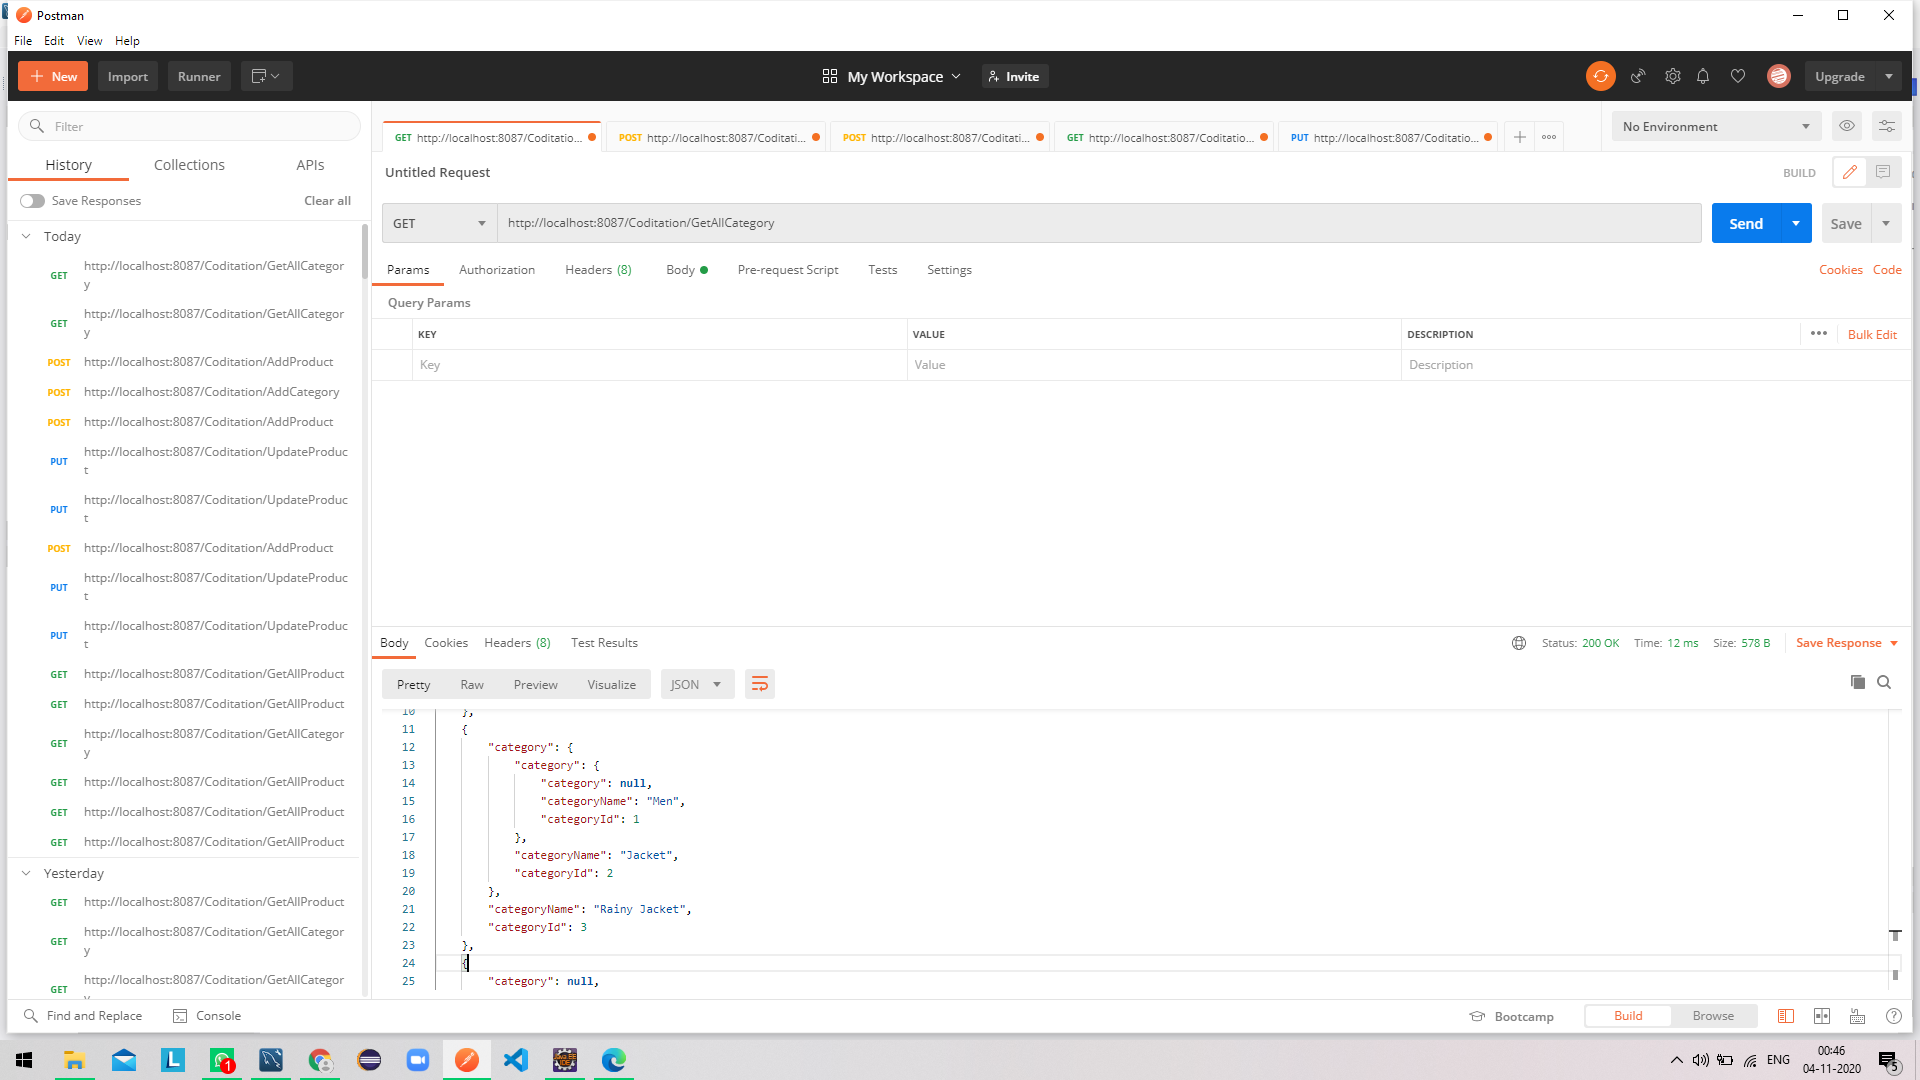 Postman
File Edit View Help
New Import Runner My Workspace Invite Upgrade
Filter
History Collections APIs
Save Responses Clear all
Today
GET http://localhost:8087/Coditation/GetAllCategor
y
GET http://localhost:8087/Coditation/GetAllCategor
y
POST http://localhost:8087/Coditation/AddProduct
POST http://localhost:8087/Coditation/AddCategory
POST http://localhost:8087/Coditation/AddProduct
PUT http://localhost:8087/Coditation/UpdateProduc
t
PUT http://localhost:8087/Coditation/UpdateProduc
t
POST http://localhost:8087/Coditation/AddProduct
PUT http://localhost:8087/Coditation/UpdateProduc
t
PUT http://localhost:8087/Coditation/UpdateProduc
t
GET http://localhost:8087/Coditation/GetAllProduct
GET http://localhost:8087/Coditation/GetAllProduct
GET http://localhost:8087/Coditation/GetAllCategor
y
GET http://localhost:8087/Coditation/GetAllProduct
GET http://localhost:8087/Coditation/GetAllProduct
GET http://localhost:8087/Coditation/GetAllProduct
Yesterday
GET http://localhost:8087/Coditation/GetAllProduct
GET http://localhost:8087/Coditation/GetAllCategor
y
GET http://localhost:8087/Coditation/GetAllCategor
y
GET http://localhost:8087/Coditatio... POST http://localhost:8087/Coditati... POST http://localhost:8087/Coditati... GET http://localhost:8087/Coditatio... PUT http://localhost:8087/Coditatio... No Environment
Untitled Request BUILD
GET http://localhost:8087/Coditation/GetAllCategory Send Save
Params Authorization Headers (8) Body Pre-request Script Tests Settings Cookies Code
Query Params
KEY VALUE DESCRIPTION ••• Bulk Edit
Key Value Description
Body Cookies Headers (8) Test Results Status: 200 OK Time: 12 ms Size: 578 B Save Response
Pretty Raw Preview Visualize JSON
10 },
11 {
12 "category": {
13 "category": {
14 "category": null,
15 "categoryName": "Men",
16 "categoryId": 1
17 },
18 "categoryName": "Jacket",
19 "categoryId": 2
20 },
21 "categoryName": "Rainy Jacket",
22 "categoryId": 3
23 },
24 {
25 "category": null,
Find and Replace Console Bootcamp Build Browse
L 1 ENG 00:46
04-11-2020 5